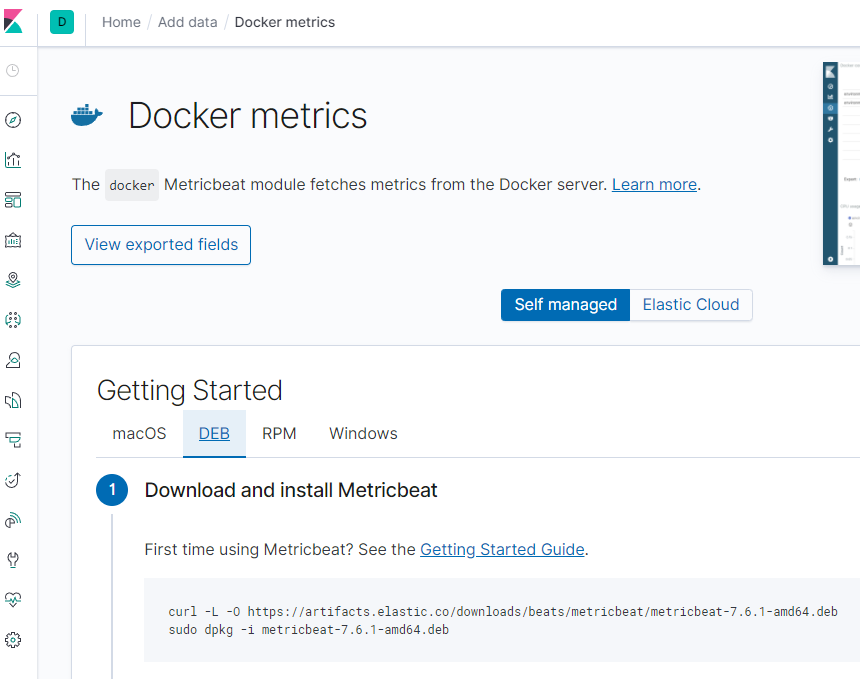 D Home / Add data / Docker metrics
Docker metrics
The docker Metricbeat module fetches metrics from the Docker server. Learn more.
View exported fields
Self managed Elastic Cloud
Getting Started
macOS DEB RPM Windows
1 Download and install Metricbeat
First time using Metricbeat? See the Getting Started Guide.
curl -L -O https://artifacts.elastic.co/downloads/beats/metricbeat/metricbeat-7.6.1-amd64.deb
sudo dpkg -i metricbeat-7.6.1-amd64.deb